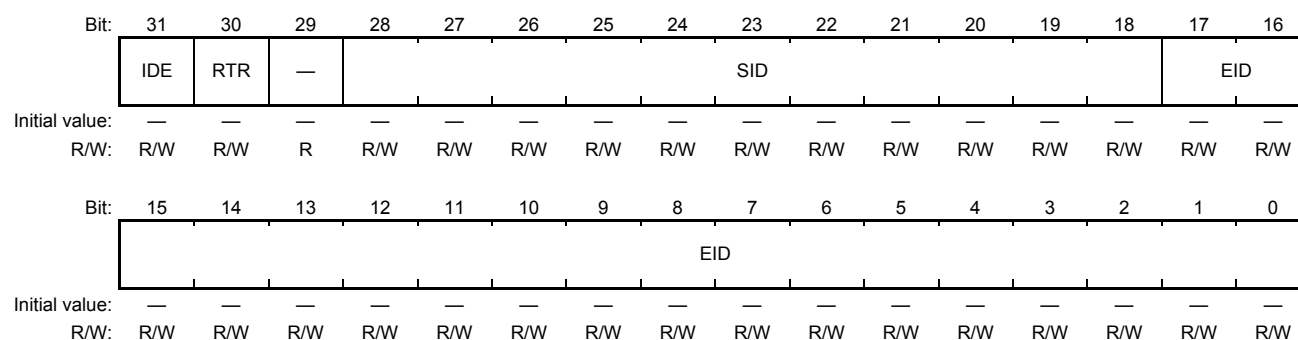 Bit: 31 30 29 28 27 26 25 24 23 22 21 20 19 18 17 16
IDE RTR — SID EID
Initial value: — — — — — — — — — — — — — — — —
R/W: R/W R/W R R/W R/W R/W R/W R/W R/W R/W R/W R/W R/W R/W R/W R/W
Bit: 15 14 13 12 11 10 9 8 7 6 5 4 3 2 1 0
EID
Initial value: — — — — — — — — — — — — — — — —
R/W: R/W R/W R/W R/W R/W R/W R/W R/W R/W R/W R/W R/W R/W R/W R/W R/W